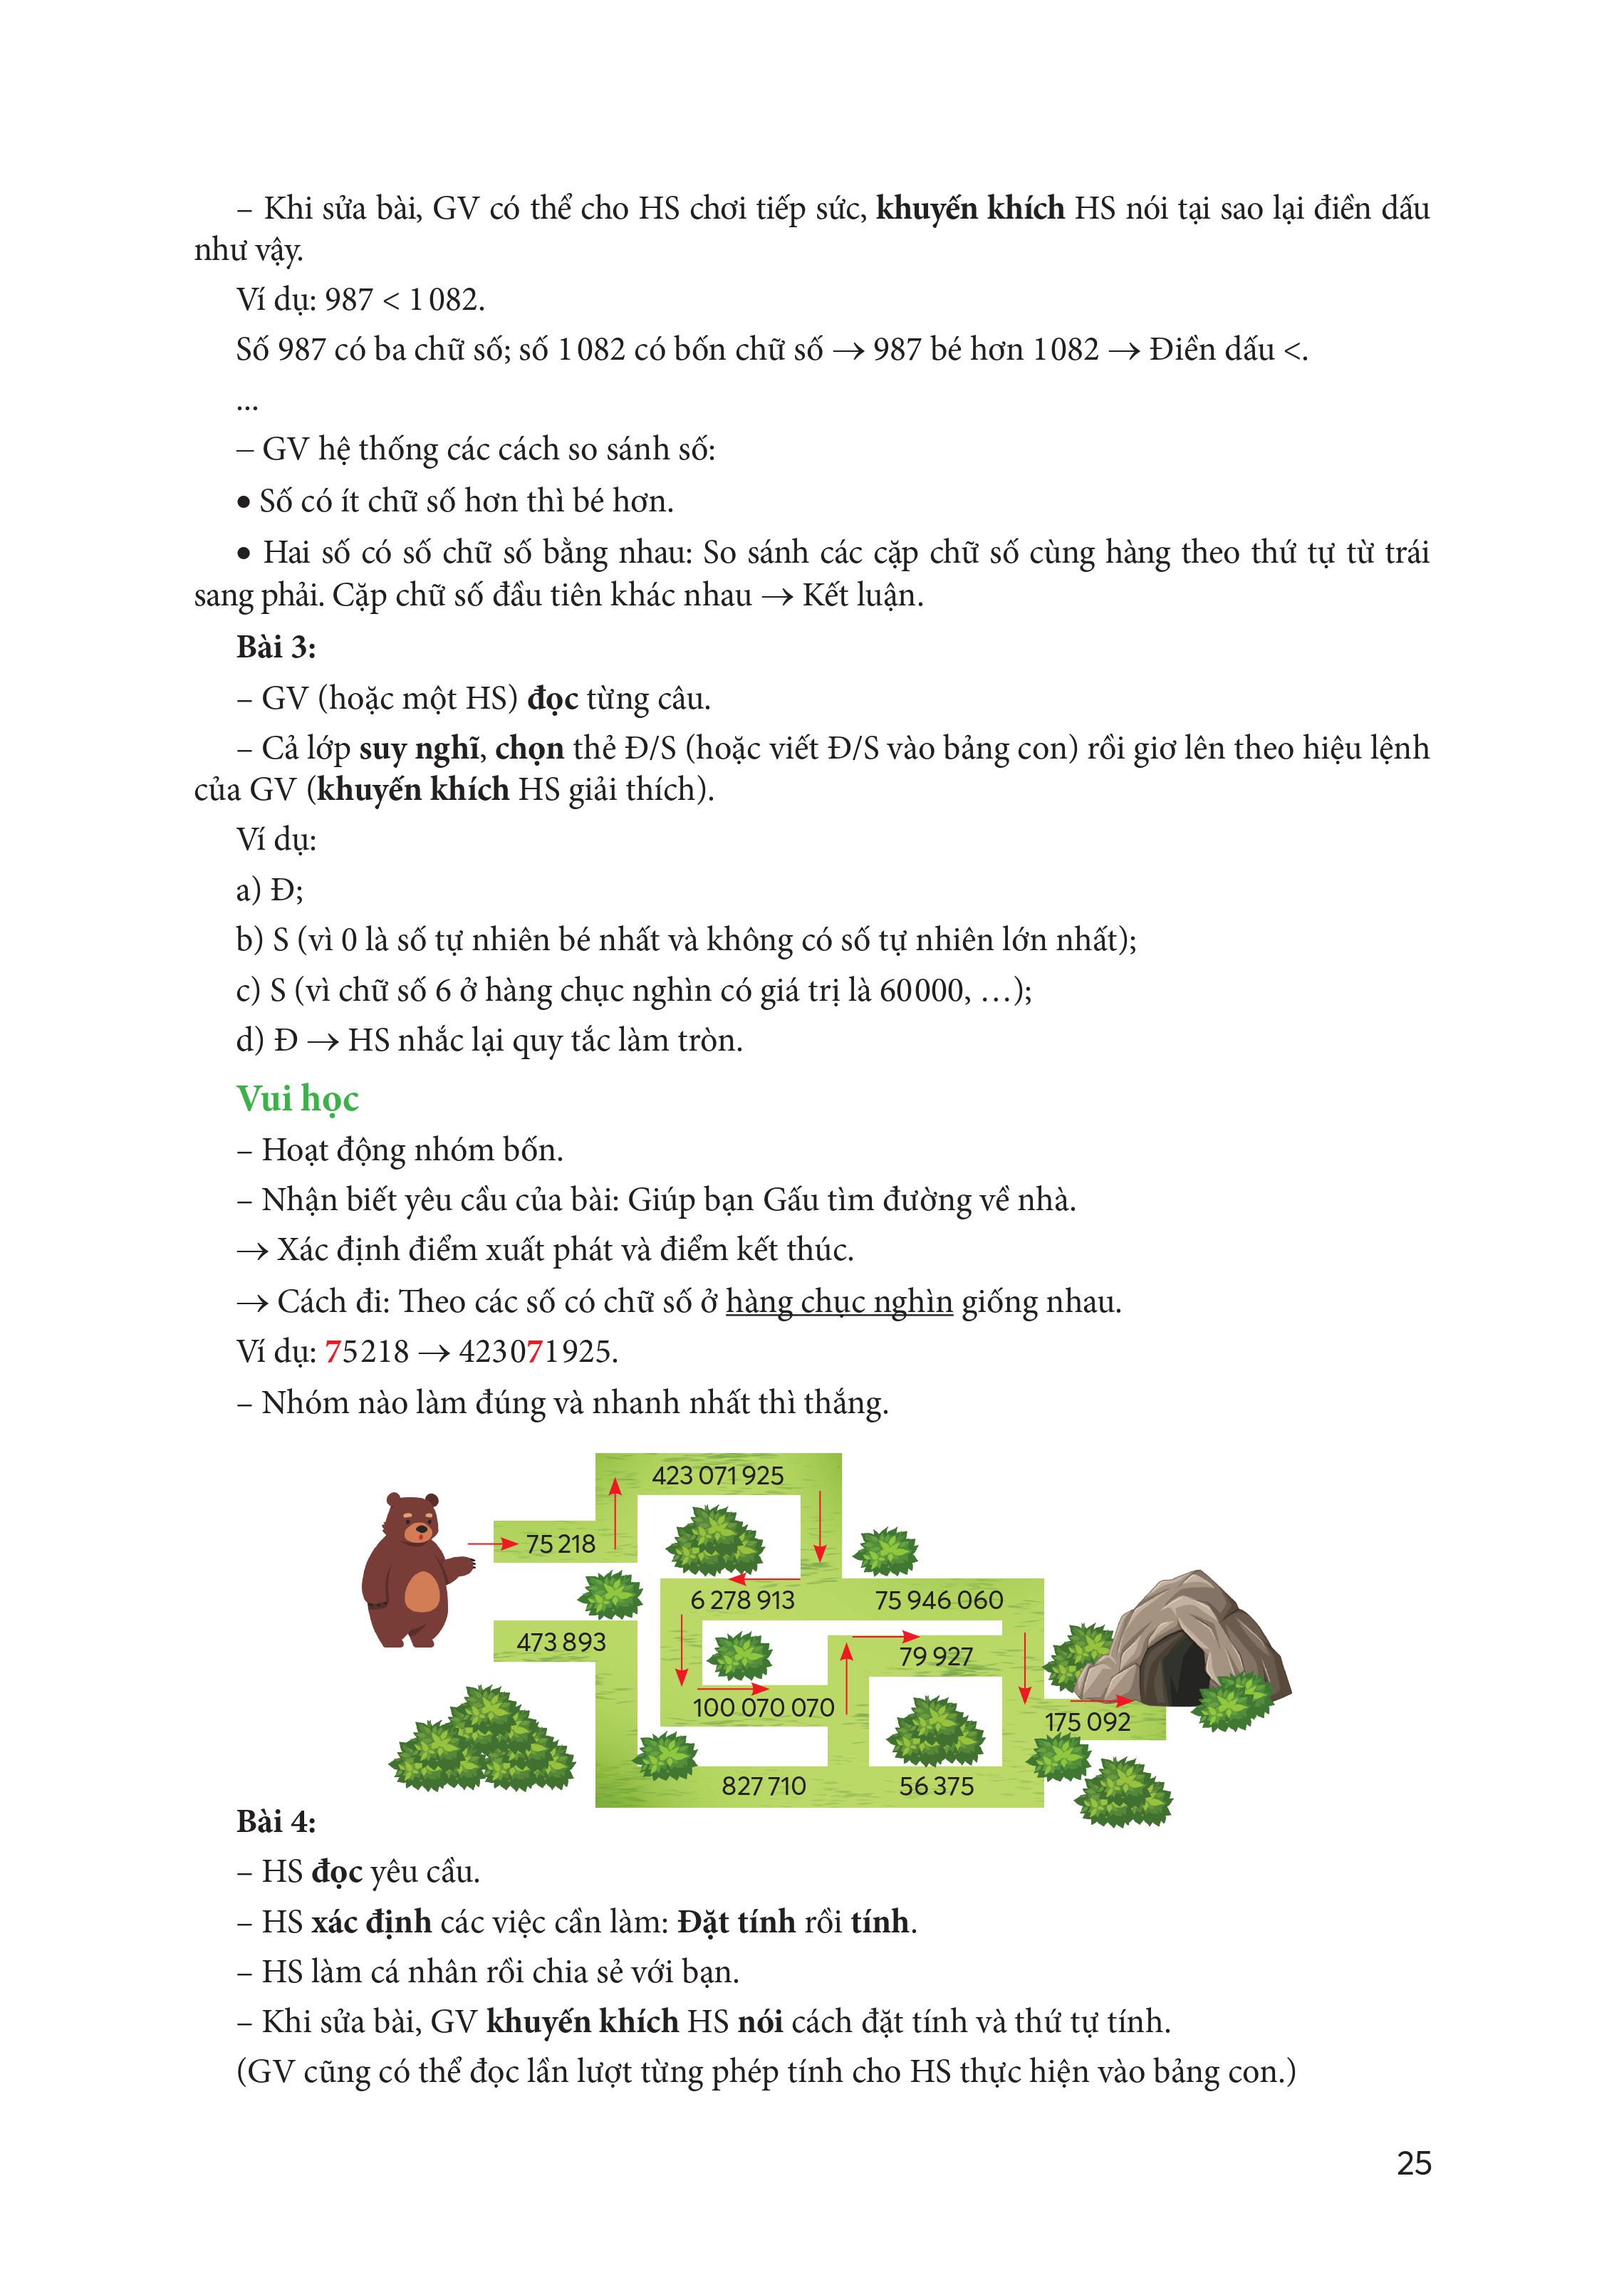 – Khi sửa bài, GV có thể cho HS chơi tiếp sức, khuyến khích HS nói tại sao lại điền dấu
như vậy.
Ví dụ: 987 < 1 082.
Số 987 có ba chữ số; số 1 082 có bốn chữ số → 987 bé hơn 1 082 → Điền dấu <.
...
– GV hệ thống các cách so sánh số:
• Số có ít chữ số hơn thì bé hơn.
• Hai số có số chữ số bằng nhau: So sánh các cặp chữ số cùng hàng theo thứ tự từ trái
sang phải. Cặp chữ số đầu tiên khác nhau → Kết luận.
Bài 3:
– GV (hoặc một HS) đọc từng câu.
– Cả lớp suy nghĩ, chọn thẻ Đ/S (hoặc viết Đ/S vào bảng con) rồi giơ lên theo hiệu lệnh
của GV (khuyến khích HS giải thích).
Ví dụ:
a) Đ;
b) S (vì 0 là số tự nhiên bé nhất và không có số tự nhiên lớn nhất);
c) S (vì chữ số 6 ở hàng chục nghìn có giá trị là 60 000, …);
d) Đ → HS nhắc lại quy tắc làm tròn.
Vui học
– Hoạt động nhóm bốn.
– Nhận biết yêu cầu của bài: Giúp bạn Gấu tìm đường về nhà.
→ Xác định điểm xuất phát và điểm kết thúc.
→ Cách đi: Theo các số có chữ số ở hàng chục nghìn giống nhau.
Ví dụ: 75 218 → 423 071 925.
– Nhóm nào làm đúng và nhanh nhất thì thắng.
423 071 925
75 218
6 278 913 75 946 060
473 893
79 927
100 070 070
175 092
827 710 56 375
Bài 4:
– HS đọc yêu cầu.
– HS xác định các việc cần làm: Đặt tính rồi tính.
– HS làm cá nhân rồi chia sẻ với bạn.
– Khi sửa bài, GV khuyến khích HS nói cách đặt tính và thứ tự tính.
(GV cũng có thể đọc lần lượt từng phép tính cho HS thực hiện vào bảng con.)
25